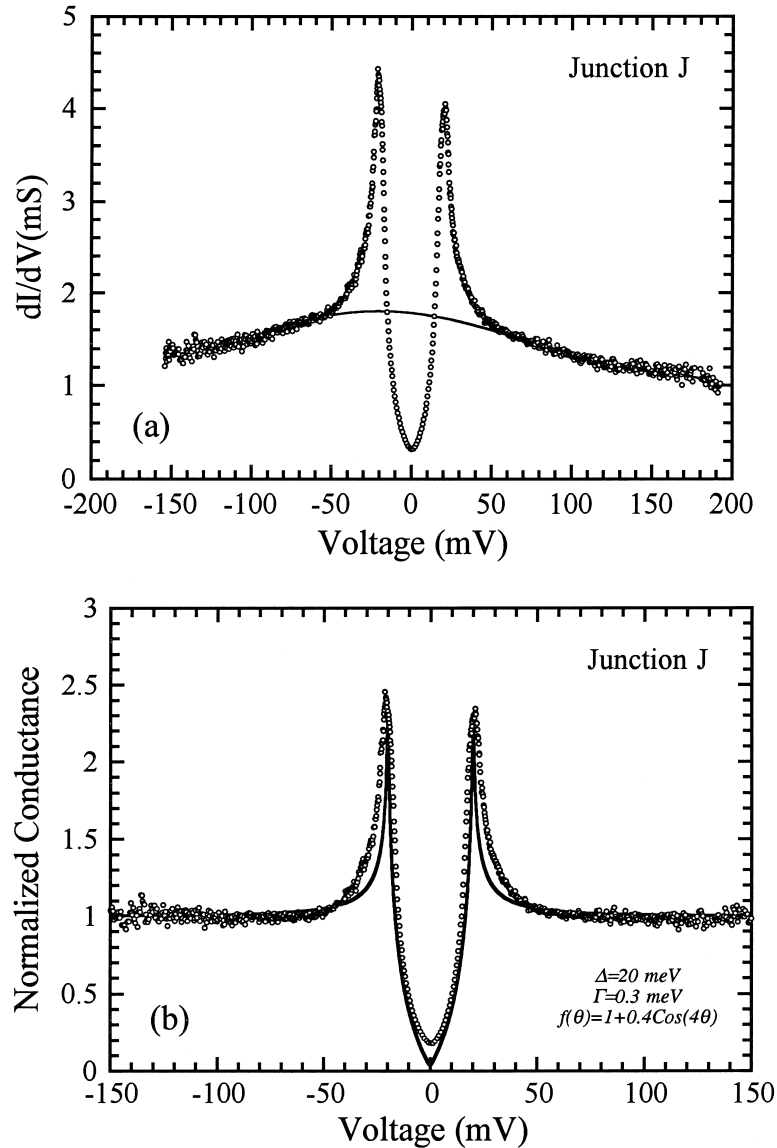 5
Junction J
4
3
2
1
0
dI/dV(mS)
(a)
-200 -150 -100 -50 0 50 100 150 200
Voltage (mV)
3
Junction J
2.5
2
1.5
1
0.5
0
Normalized Conductance
Δ=20 meV
Γ=0.3 meV
f(θ)=1+0.4Cos(4θ)
(b)
-150 -100 -50 0 50 100 150
Voltage (mV)